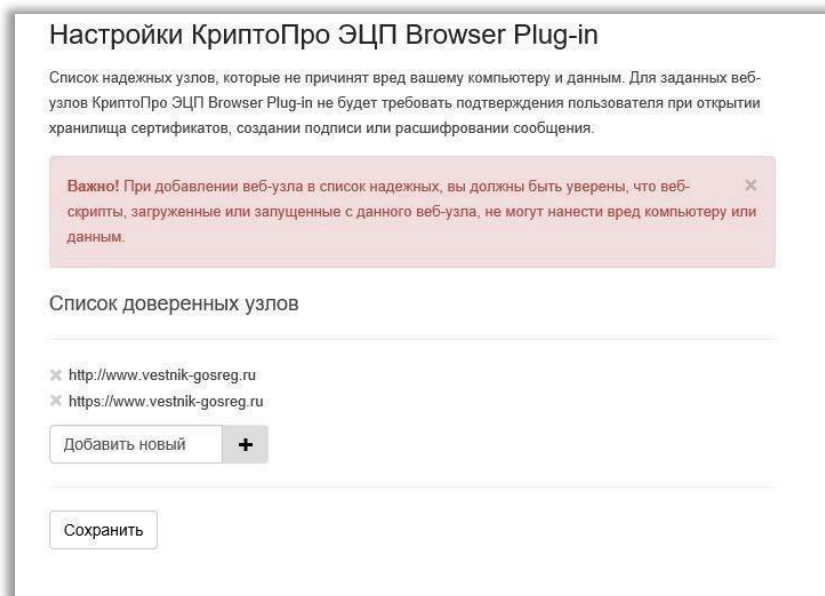 Настройки КриптоПро ЭЦП Browser Plug-in
Список надежных узлов, которые не причинят вред вашему компьютеру и данным. Для заданных веб-
узлов КриптоПро ЭЦП Browser Plug-in не будет требовать подтверждения пользователя при открытии
хранилища сертификатов, создании подписи или расшифровании сообщения.
Важно! При добавлении веб-узла в список надежных, вы должны быть уверены, что веб-
скрипты, загруженные или запущенные с данного веб-узла, не могут нанести вред компьютеру или
данным.
Список доверенных узлов
http://www.vestnik-gosreg.ru
https://www.vestnik-gosreg.ru
Добавить новый
Сохранить